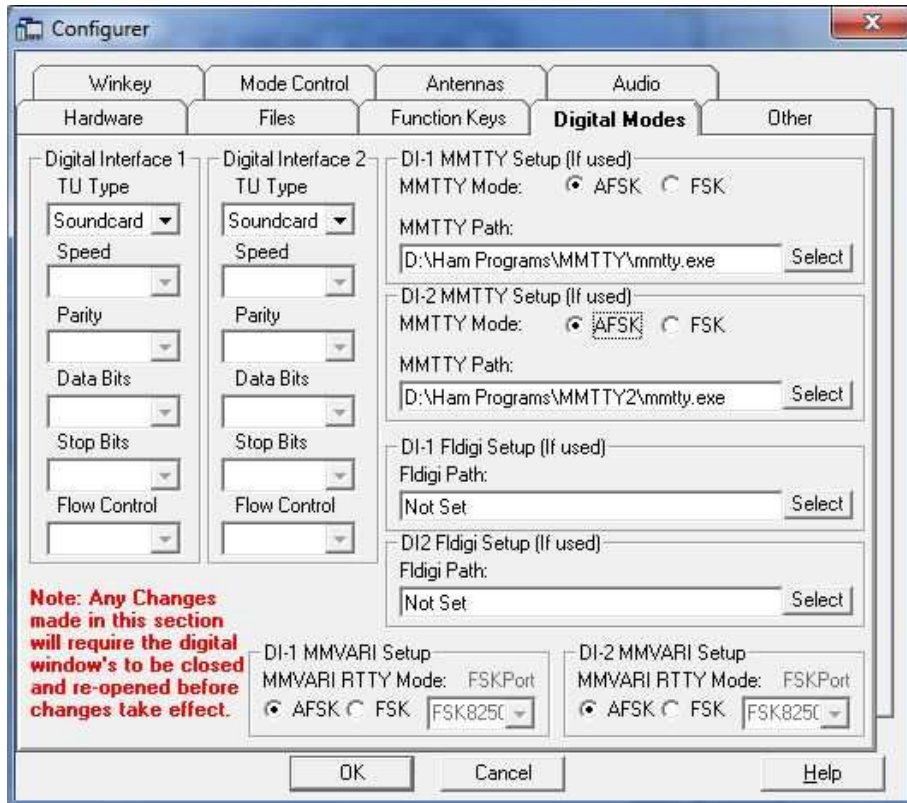 Configurer
Winkey
Mode Control
Antennas
Audio
Hardware
Files
Function Keys
Digital Modes
Other
Digital Interface 1
TU Type
Soundcard
Speed
Parity
Data Bits
Stop Bits
Flow Control
Digital Interface 2
TU Type
Soundcard
Speed
Parity
Data Bits
Stop Bits
Flow Control
DI-1 MMTTY Setup (If used)
MMTTY Mode: AFSK FSK
MMTTY Path:
D:\Ham Programs\MMTTY\mmtty.exe Select
DI-2 MMTTY Setup (If used)
MMTTY Mode: AFSK FSK
MMTTY Path:
D:\Ham Programs\MMTTY2\mmtty.exe Select
DI-1 Fldigi Setup (If used)
Fldigi Path:
Not Set Select
DI2 Fldigi Setup (If used)
Fldigi Path:
Not Set Select
Note: Any Changes
made in this section
will require the digital
window's to be closed
and re-opened before
changes take effect.
DI-1 MMVARI Setup
MMVARI RTTY Mode: FSKPort
AFSK FSK FSK825(
DI-2 MMVARI Setup
MMVARI RTTY Mode: FSKPort
AFSK FSK FSK825(
OK
Cancel
Help